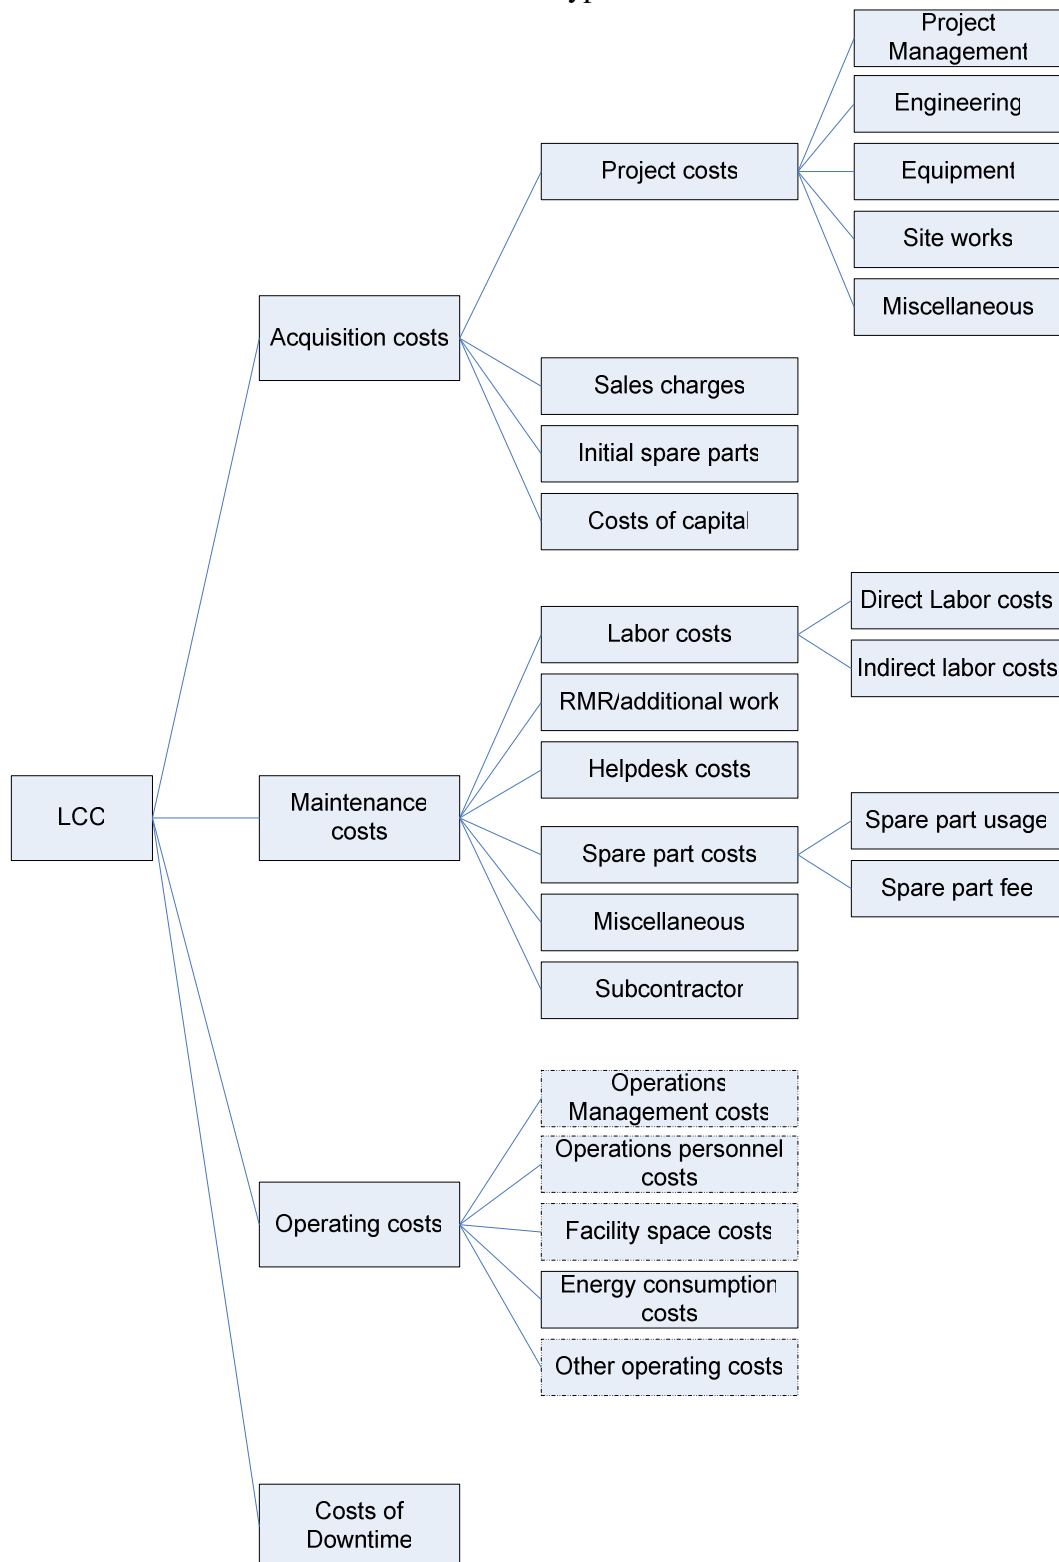 Project
Management
Engineering
Project costs
Equipment
Site works
Miscellaneous
Acquisition costs
Sales charges
Initial spare parts
Costs of capital
Direct Labor costs
Labor costs
Indirect labor costs
RMR/additional work
Helpdesk costs
LCC
Maintenance
costs
Spare part usage
Spare part costs
Spare part fee
Miscellaneous
Subcontractor
Operations
Management costs
Operations personnel
costs
Operating costs
Facility space costs
Energy consumption
costs
Other operating costs
Costs of
Downtime